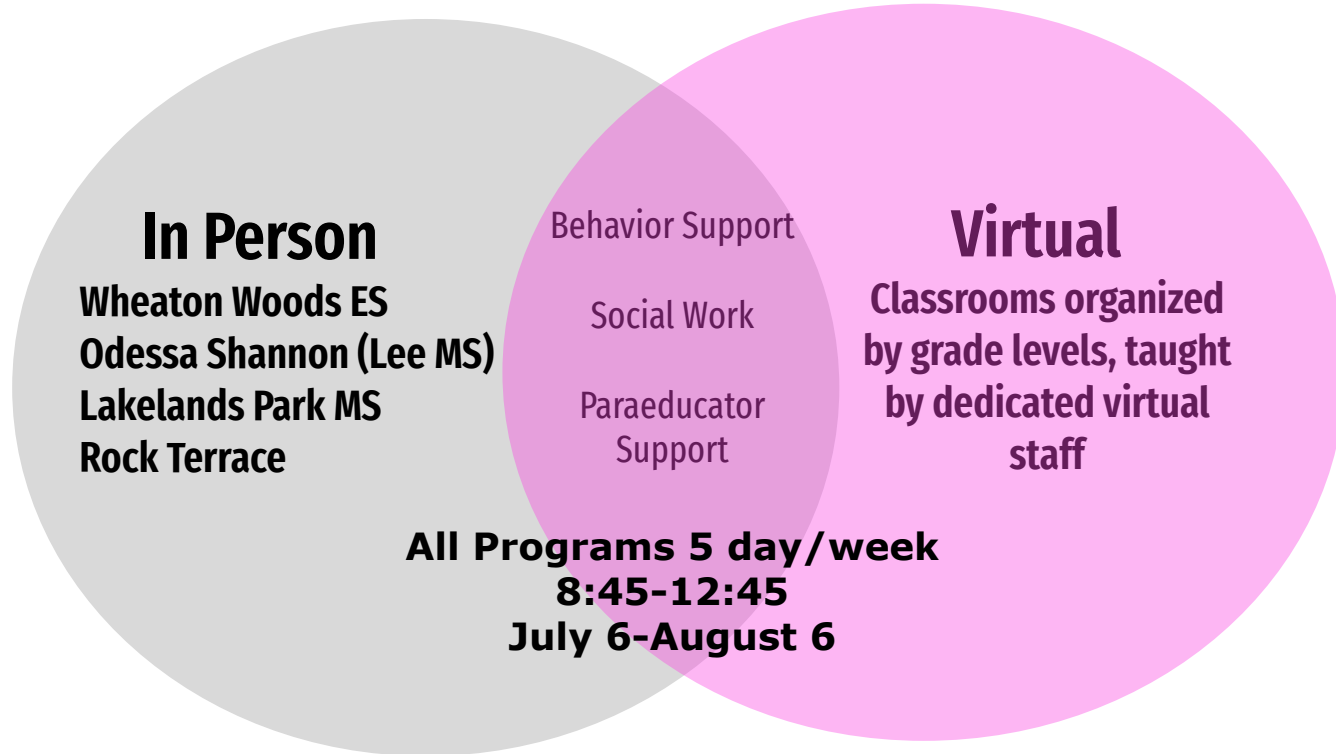 In Person
Wheaton Woods ES
Odessa Shannon (Lee MS)
Lakelands Park MS
Rock Terrace
Behavior Support
Social Work
Paraeducator
Support
Virtual
Classrooms organized
by grade levels, taught
by dedicated virtual
staff
All Programs 5 day/week
8:45-12:45
July 6-August 6